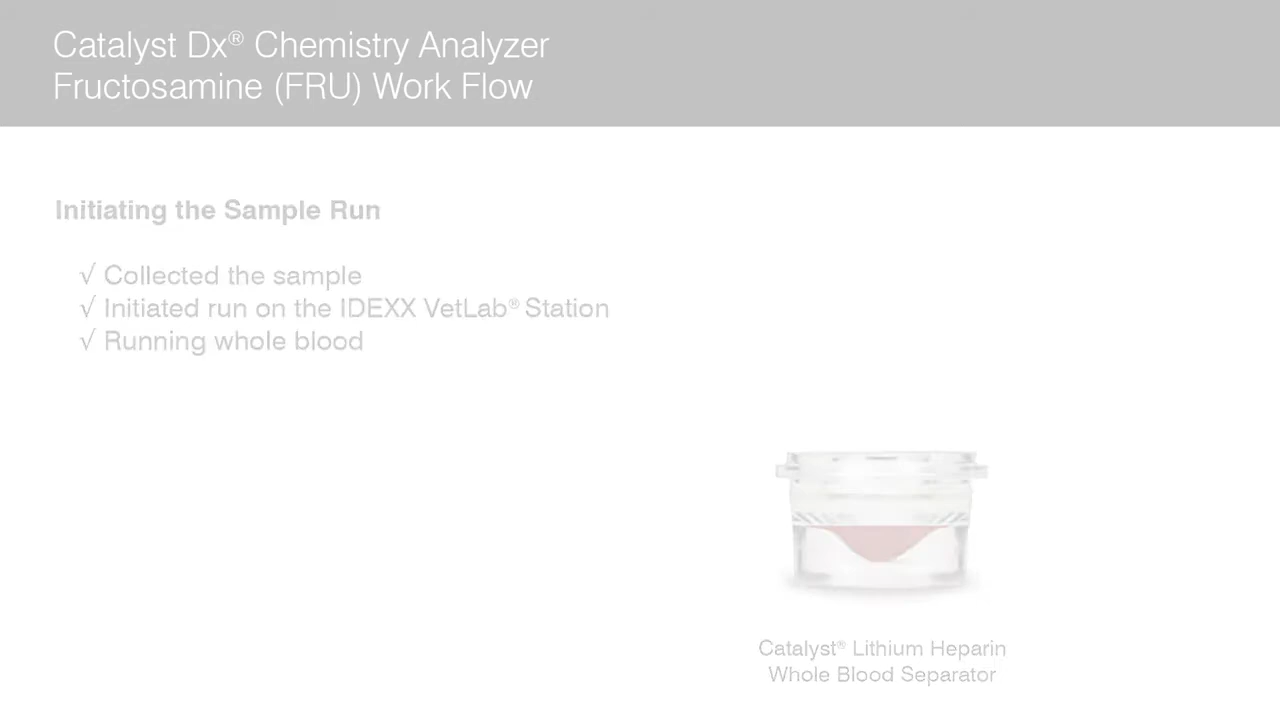 Catalyst Dx® Chemistry Analyzer
Fructosamine (FRU) Work Flow
Initiating the Sample Run
√ Collected the sample
√ Initiated run on the IDEXX VetLab® Station
√ Running whole blood
Catalyst® Lithium Heparin
Whole Blood Separator